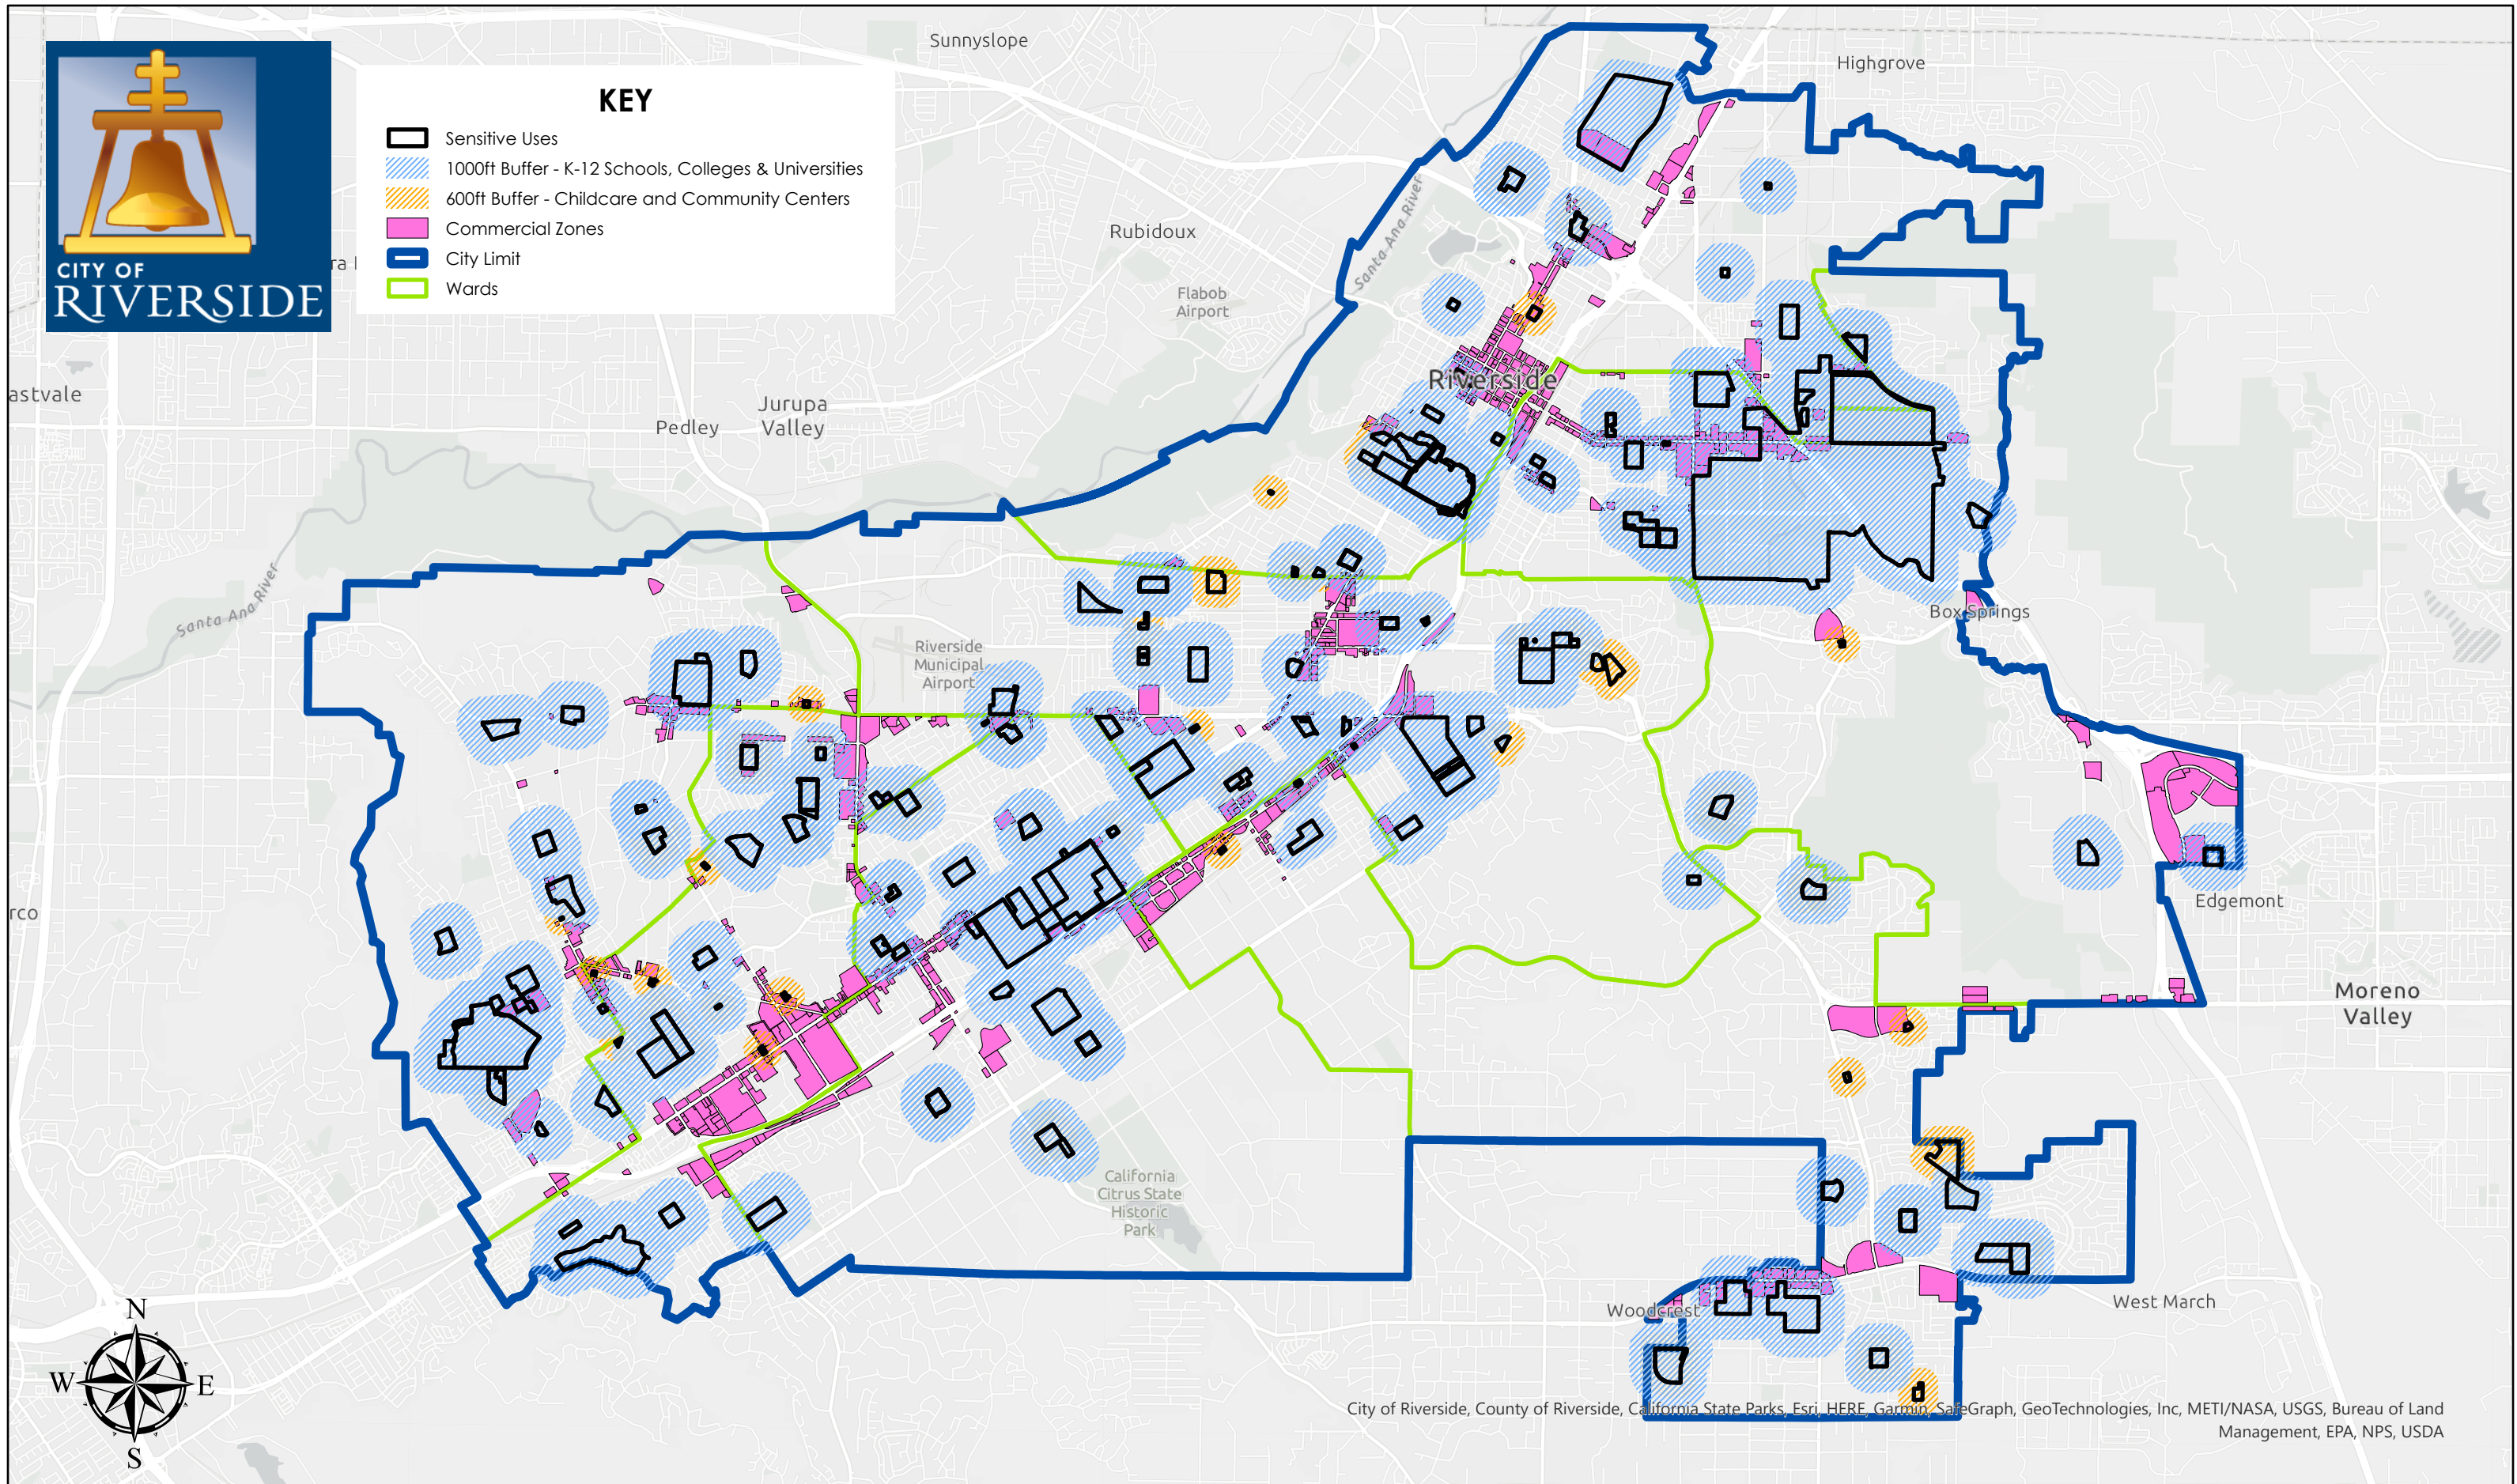 CITY OF
RIVERSIDE
KEY
Sensitive Uses
1000ft Buffer - K-12 Schools, Colleges & Universities
600ft Buffer - Childcare and Community Centers
Commercial Zones
City Limit
Wards
Sunnyslope
Highgrove
Rubidoux
Santa Ana River
ra
Flabob
Airport
Riverside
astvale
Jurupa
Valley
Pedley
Santa Ana River
Box Springs
Riverside
Municipal
Airport
rco
Edgemont
Moreno
Valley
California
Citrus State
Historic
Park
Woodcrest
West March
N
W
E
S
City of Riverside, County of Riverside, California State Parks, Esri, HERE, Garmin, SafeGraph, GeoTechnologies, Inc, METI/NASA, USGS, Bureau of Land
Management, EPA, NPS, USDA